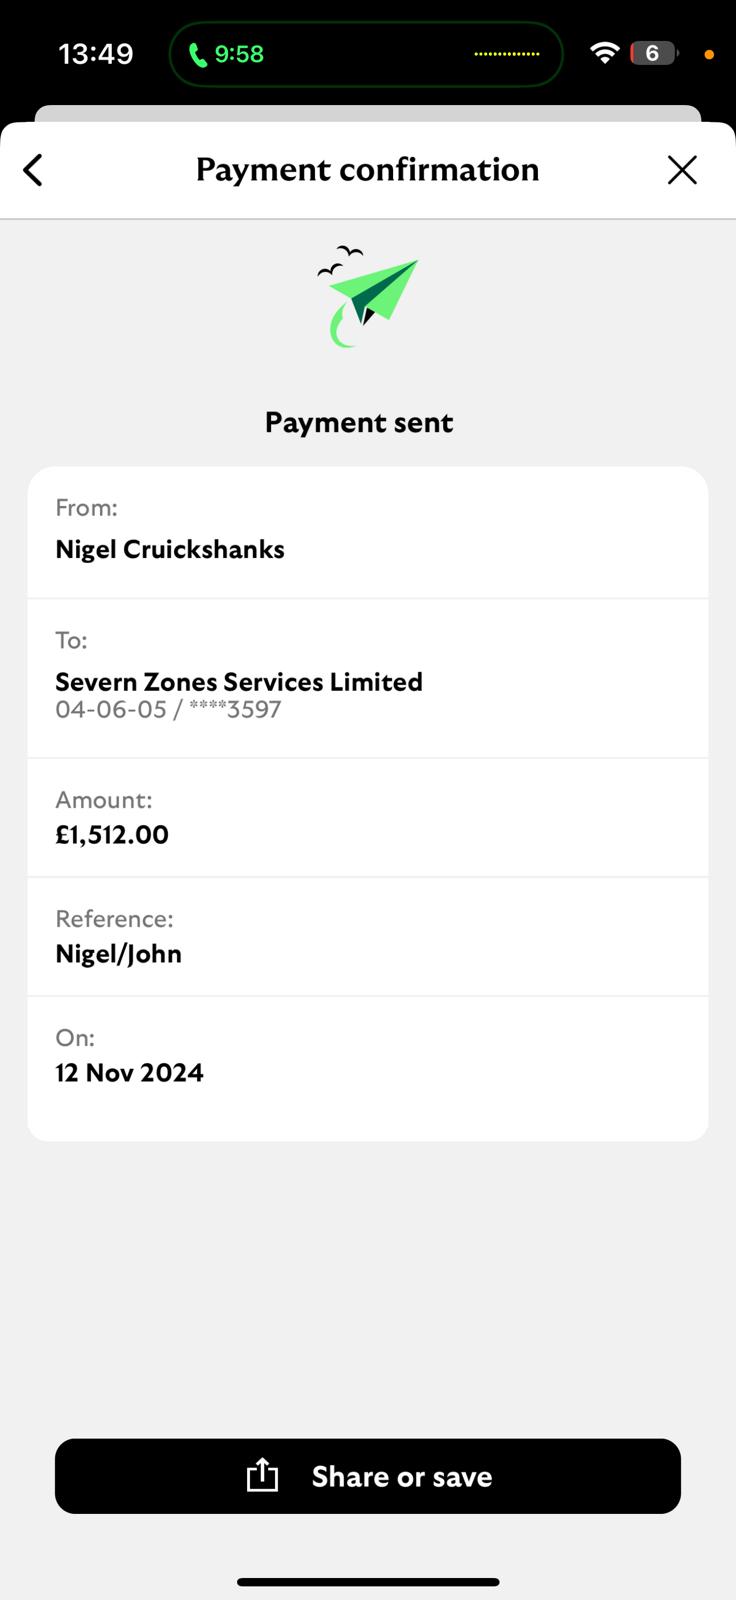 13:49
9:58
6
Payment confirmation
Payment sent
From:
Nigel Cruickshanks
To:
Severn Zones Services Limited
04-06-05 / ****3597
Amount:
£1,512.00
Reference:
Nigel/John
On:
12 Nov 2024
Share or save